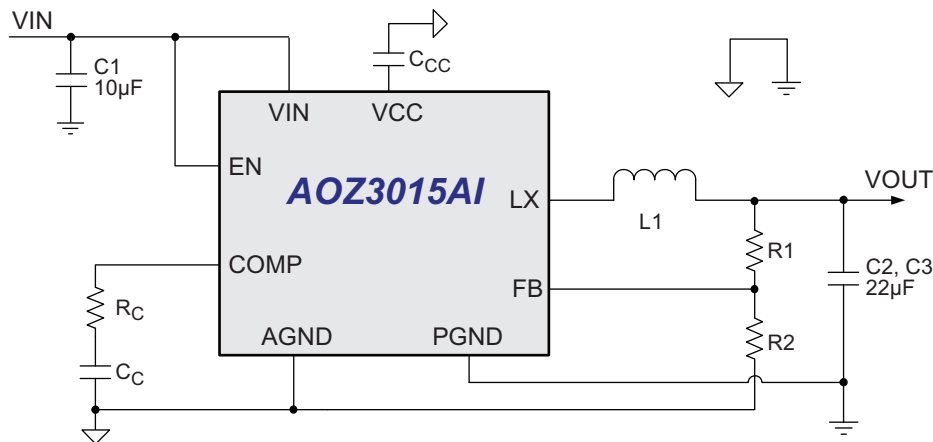 VIN
C1
10µF
CCC
VIN
VCC
EN
AOZ3015AI
LX
L1
VOUT
COMP
FB
R1
C2, C3
22µF
RC
AGND
PGND
R2
CC